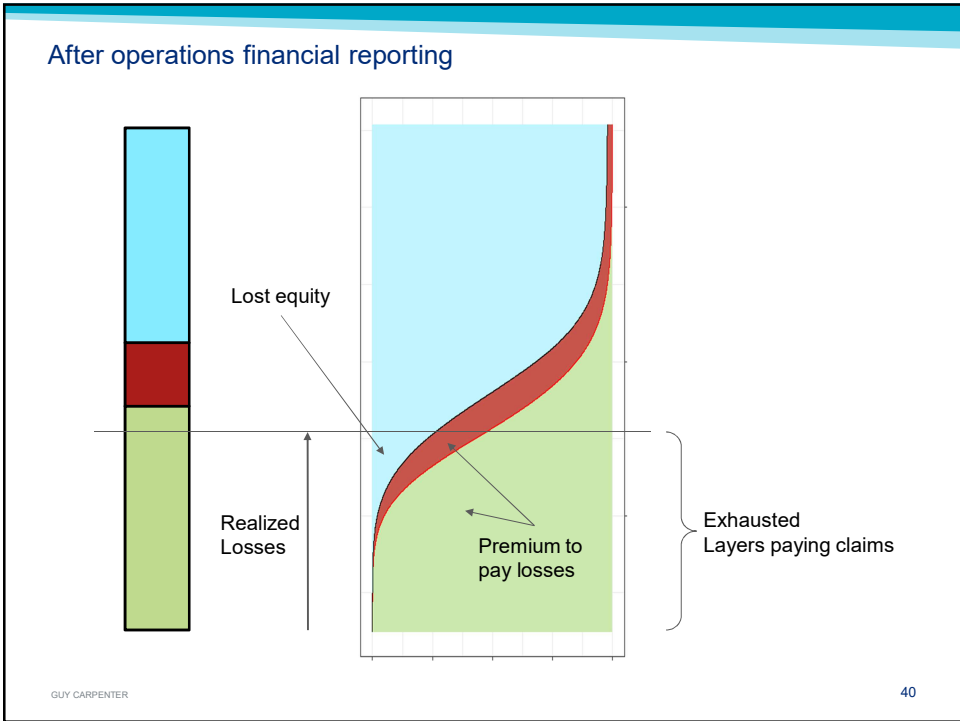 After operations financial reporting
Lost equity
Realized
Losses
Premium to
pay losses
Exhausted
Layers paying claims
GUY CARPENTER
40